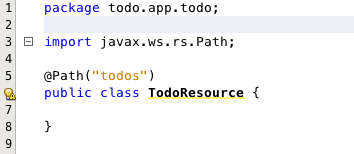 1 package todo.app.todo;
2
3 import javax.ws.rs.Path;
4
5 @Path("todos")
public class TodoResource {
7
8 }
9